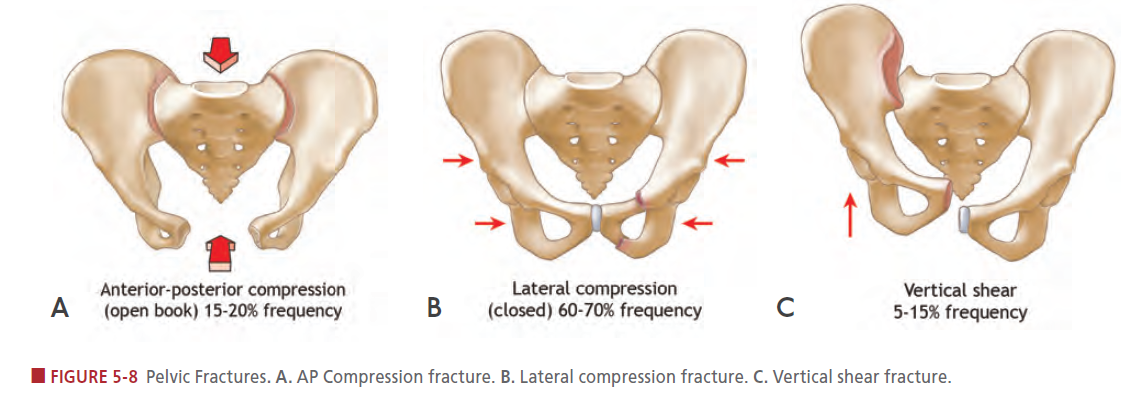 A
Anterior-posterior compression
(open book) 15-20% frequency
B
Lateral compression
(closed) 60-70% frequency
C
Vertical shear
5-15% frequency
FIGURE 5-8 Pelvic Fractures. A. AP Compression fracture. B. Lateral compression fracture. C. Vertical shear fracture.